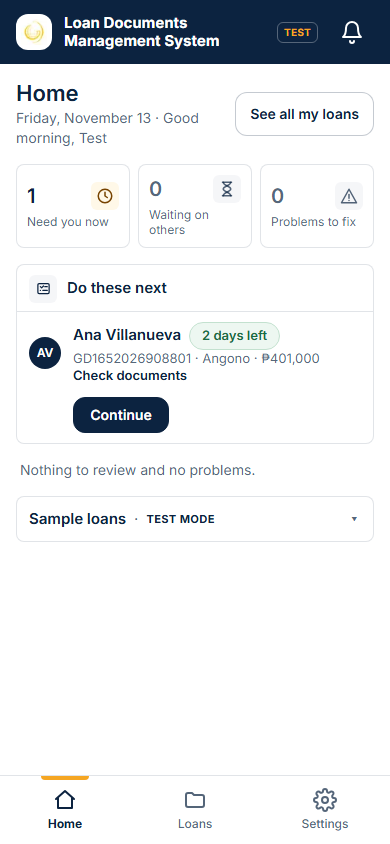 Loan Documents
Management System
TEST
Home
Friday, November 13 · Good
morning, Test
See all my loans
1
Need you now
0
Waiting on
others
0
Problems to fix
Do these next
AV
Ana Villanueva
2 days left
GD1652026908801 · Angono · ₱401,000
Check documents
Continue
Nothing to review and no problems.
Sample loans · TEST MODE
Home
Loans
Settings